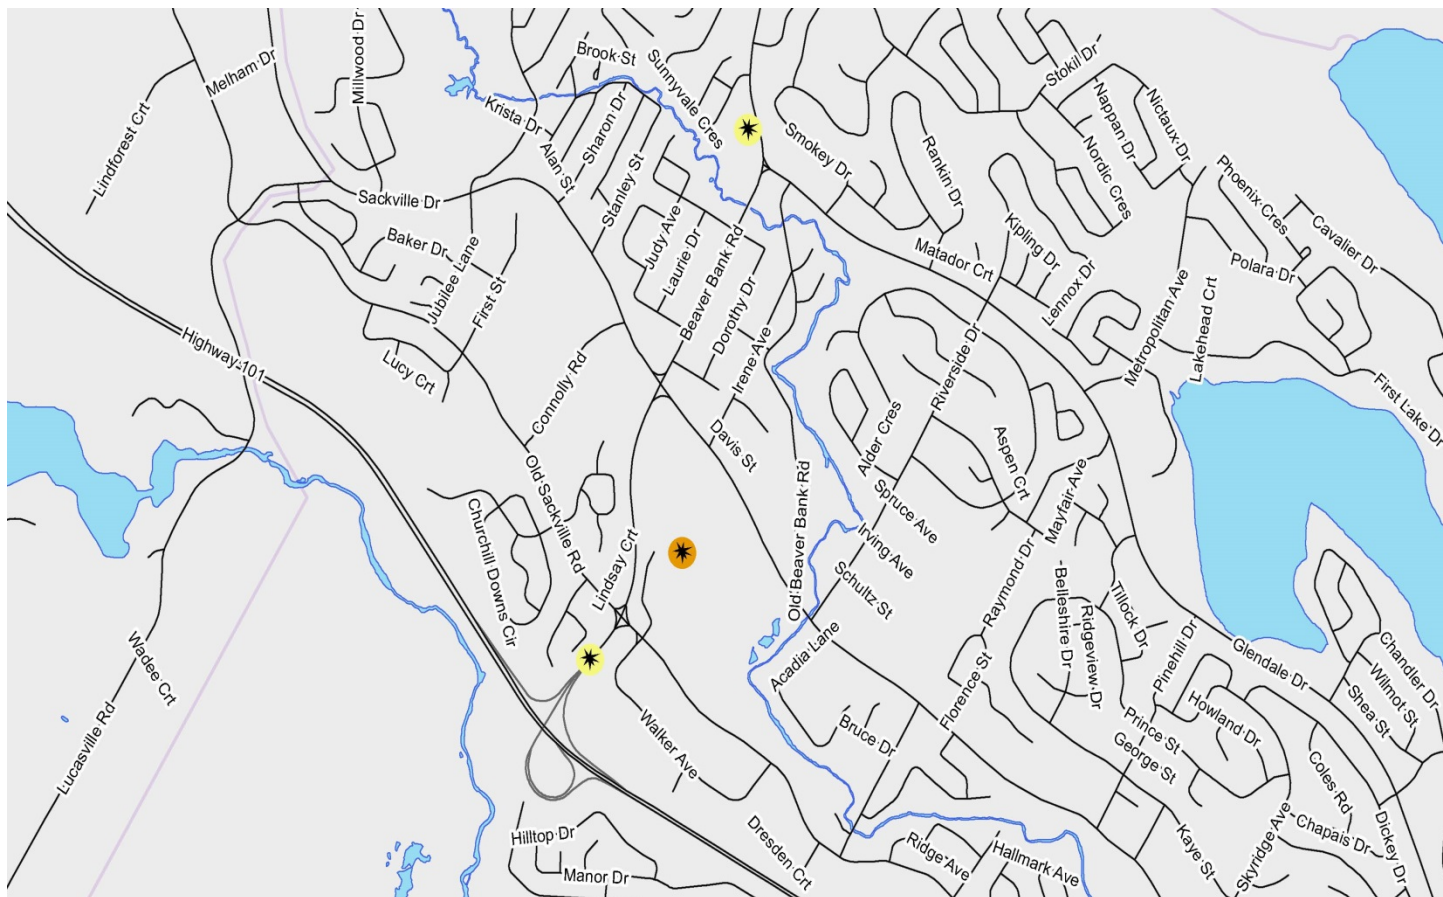 Melham Dr
Millwood Dr
Lindforest Crt
Brook St
Sunnyvale Cres
Krista Dr
Alan St
Sharon Dr
Stanley St
Smokey Dr
Rankin Dr
Stokil Dr
Nappan Dr
Nictaux Dr
Nordic Cres
Phoenix Cres
Cavalier Dr
Polara Dr
Sackville Dr
Baker Dr
Jubilee Lane
First St
Lucy Crt
Judy Ave
Laurie Dr
Beaver Bank Rd
Dorothy Dr
Irene Ave
Davis St
Matador Crt
Kipling Dr
Lennox Dr
Metropolitan Ave
Lakehead Crt
First Lake Dr
Riverside Dr
Highway 101
Connolly Rd
Old Sackville Rd
Churchill Downs Cir
Lindsay Crt
Alder Cres
Aspen Crt
Spruce Ave
Irving Ave
Mayfair Ave
Old Beaver Bank Rd
Schultz St
Raymond Dr
Belleshire Dr
Ridgeview Dr
Tillock Dr
Pinehill Dr
Glendale Dr
Chandler Dr
Wilmot St
Shea St
Acadia Lane
Florence St
Bruce Dr
Prince St
George St
Howland Dr
Coles Rd
Chapais Dr
Dickey Dr
Skyridge Ave
Kaye St
Wadee Crt
Lucasville Rd
Walker Ave
Hilltop Dr
Manor Dr
Dresden Crt
Ridge Ave
Hallmark Ave